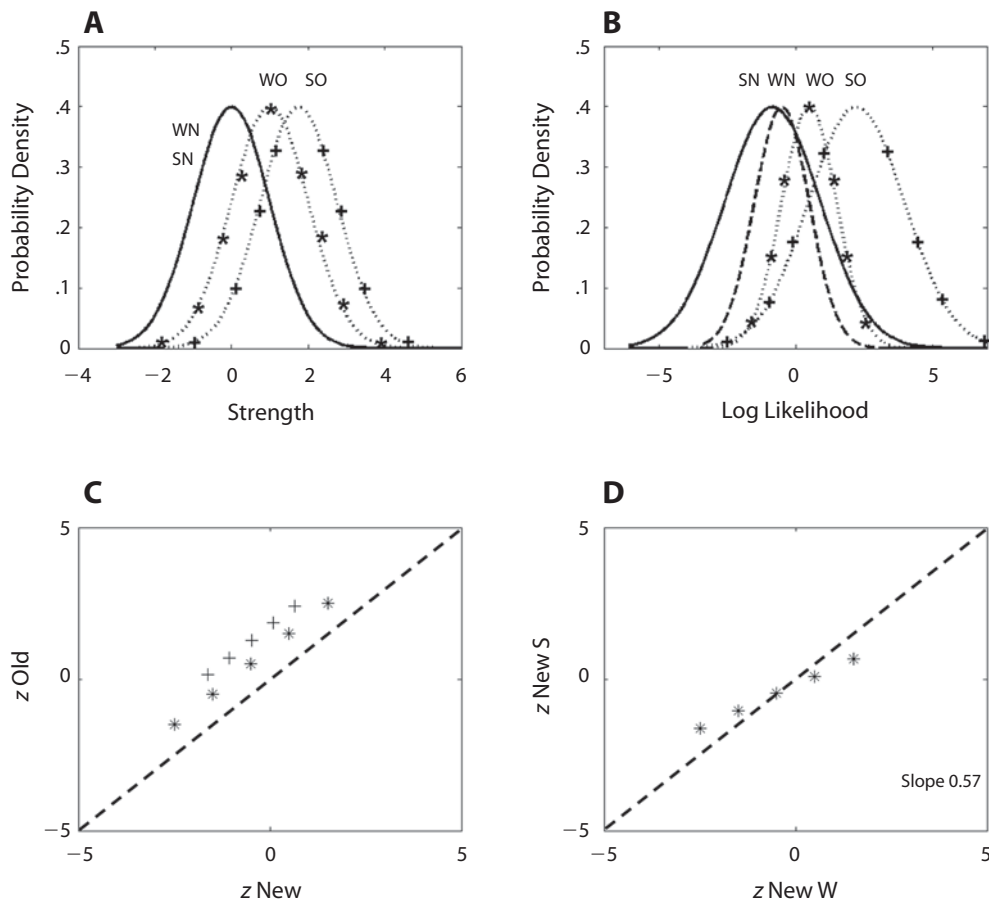 A
.5
.4
.3
.2
.1
0
Probability Density
WN
SN
WO SO
−4 −2 0 2 4 6
Strength
B
.5
.4
.3
.2
.1
0
Probability Density
SN WN WO SO
−5 0 5
Log Likelihood
C
5
0
−5
z Old
−5 0 5
z New
D
5
0
−5
z New S
Slope 0.57
−5 0 5
z New W